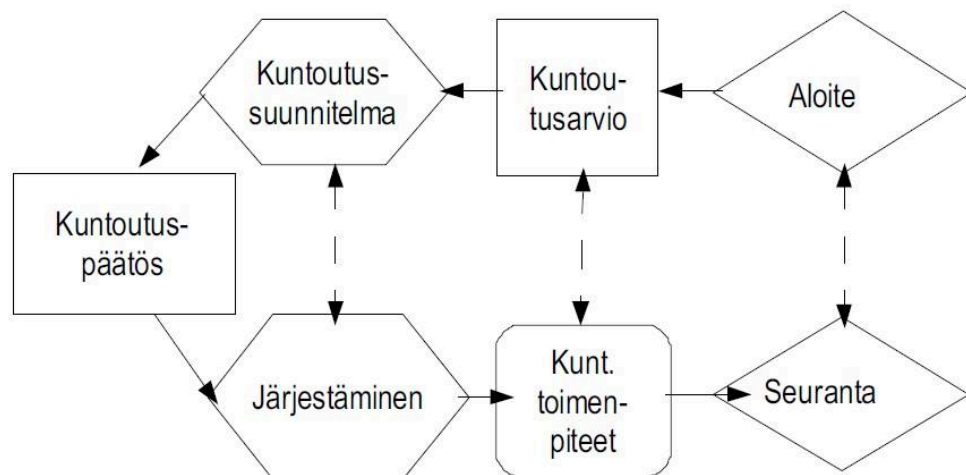 Kuntoutus-
suunnitelma
Kuntou-
tusarvio
Aloite
Kuntoutus-
päätös
Järjestäminen
Kunt.
toimen-
piteet
Seuranta